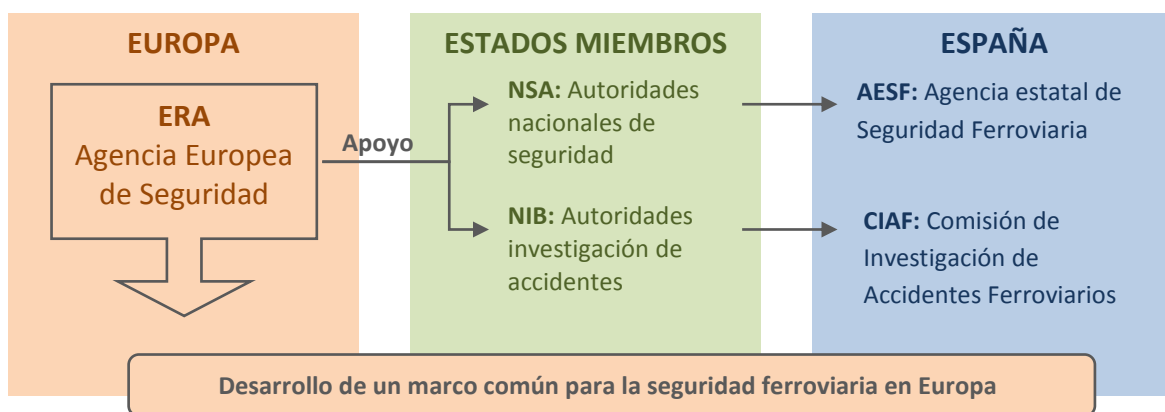 EUROPA
ERA
Agencia Europea
de Seguridad
Apoyo
ESTADOS MIEMBROS
NSA: Autoridades
nacionales de
seguridad
NIB: Autoridades
investigación de
accidentes
ESPAÑA
AESF: Agencia estatal de
Seguridad Ferroviaria
CIAF: Comisión de
Investigación de
Accidentes Ferroviarios
Desarrollo de un marco común para la seguridad ferroviaria en Europa